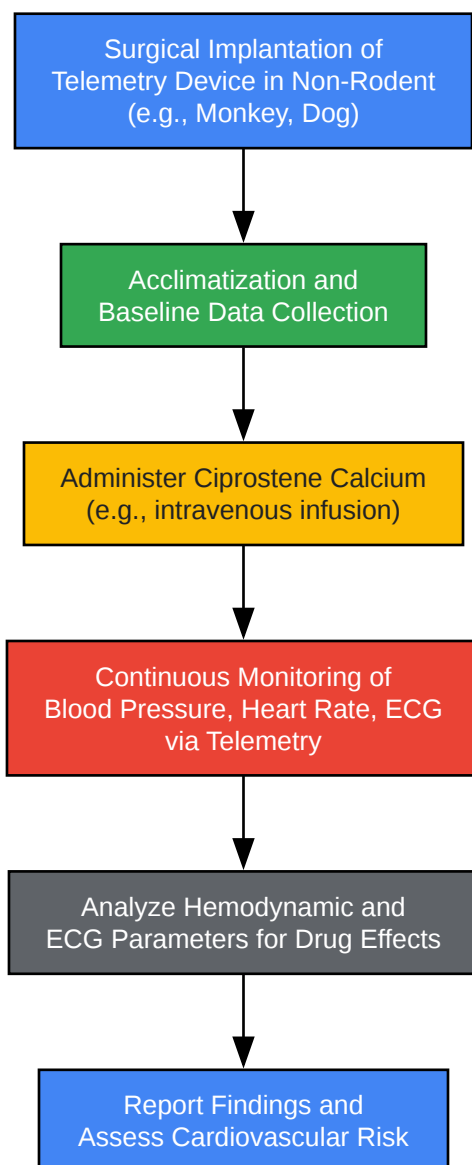 Surgical Implantation of
Telemetry Device in Non-Rodent
(e.g., Monkey, Dog)
Acclimatization and
Baseline Data Collection
Administer Ciprostene Calcium
(e.g., intravenous infusion)
Continuous Monitoring of
Blood Pressure, Heart Rate, ECG
via Telemetry
Analyze Hemodynamic and
ECG Parameters for Drug Effects
Report Findings and
Assess Cardiovascular Risk